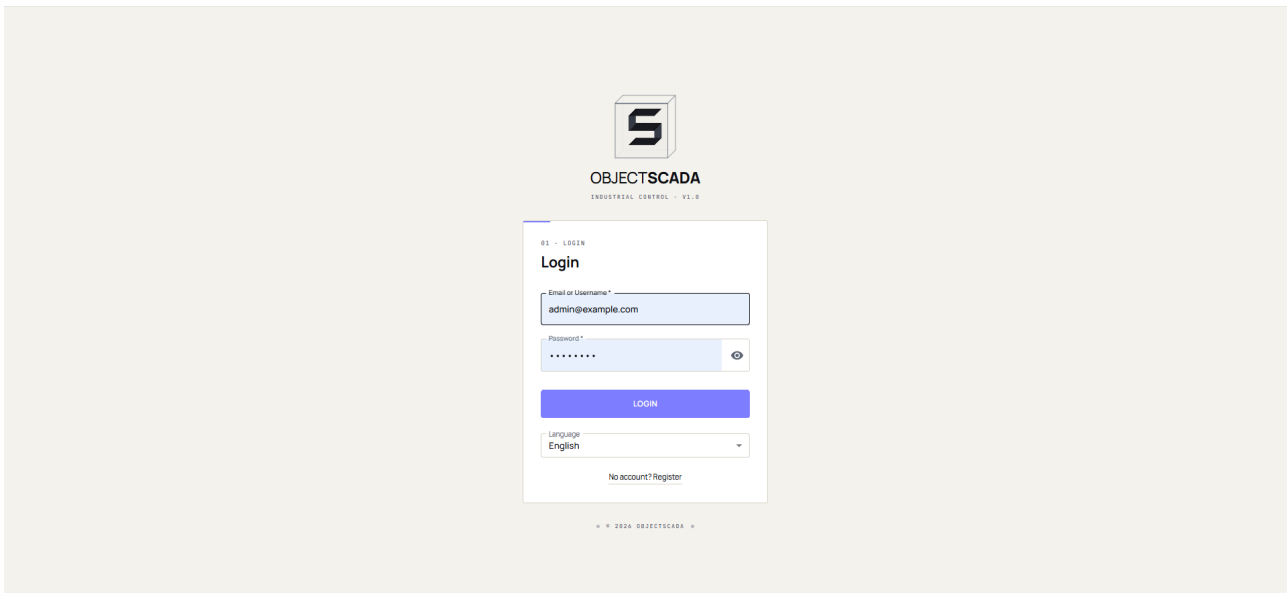 OBJECTSCADA
INDUSTRIAL CONTROL · V1.0
01 · LOGIN
Login
Email or Username *
admin@example.com
Password *
••••••••
LOGIN
Language
English
No account? Register
© 2026 OBJECTSCADA